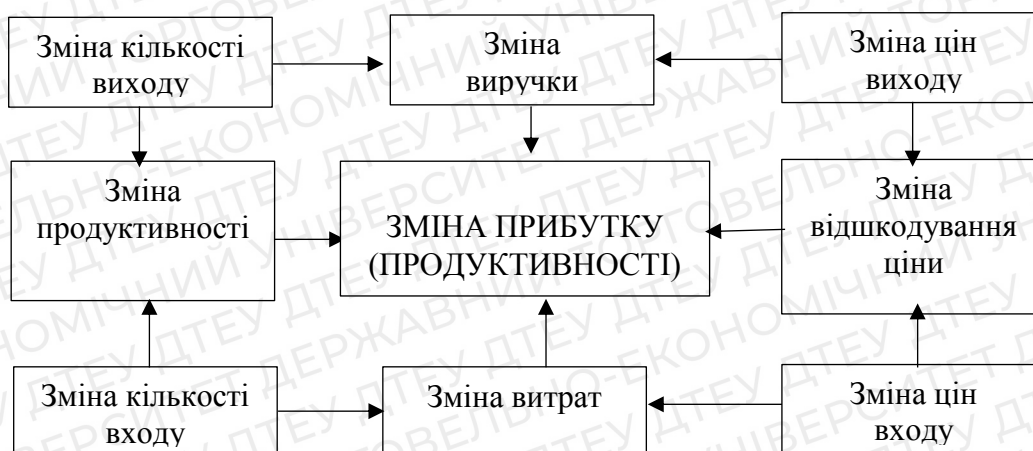 Зміна кількості
виходу
Зміна
виручки
Зміна цін
виходу
Зміна
продуктивності
ЗМІНА ПРИБУТКУ
(ПРОДУКТИВНОСТІ)
Зміна
відшкодування
ціни
Зміна кількості
входу
Зміна витрат
Зміна цін
входу